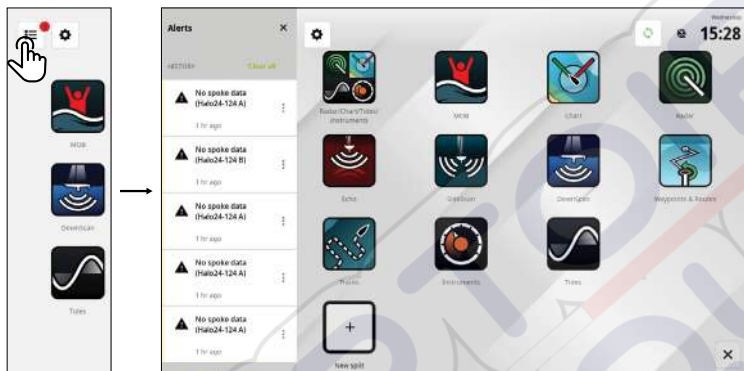 MOB
DownScan
Tides
Alerts
HISTORY
Clear all
No spoke data
(Halo24-124 A)
1 hr ago
No spoke data
(Halo24-124 B)
1 hr ago
No spoke data
(Halo24-124 A)
1 hr ago
No spoke data
(Halo24-124 A)
1 hr ago
No spoke data
(Halo24-124 A)
1 hr ago
Wednesday
15:28
Radar/Chart/Tides/
Instruments
MOB
Chart
Radar
Echo
SideScan
DownScan
Waypoints & Routes
Tracks
Instruments
Tides
New split